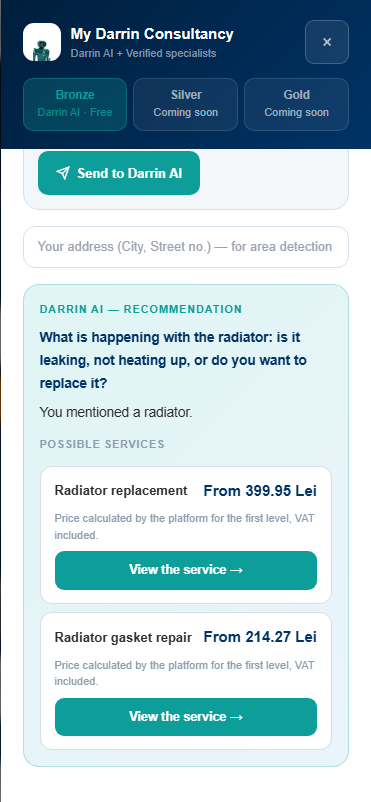 My Darrin Consultancy
Darrin AI + Verified specialists
×
Bronze
Darrin AI · Free
Silver
Coming soon
Gold
Coming soon
Send to Darrin AI
Your address (City, Street no.) — for area detection
DARRIN AI — RECOMMENDATION
What is happening with the radiator: is it
leaking, not heating up, or do you want to
replace it?
You mentioned a radiator.
POSSIBLE SERVICES
Radiator replacement
From 399.95 Lei
Price calculated by the platform for the first level, VAT
included.
View the service →
Radiator gasket repair
From 214.27 Lei
Price calculated by the platform for the first level, VAT
included.
View the service →